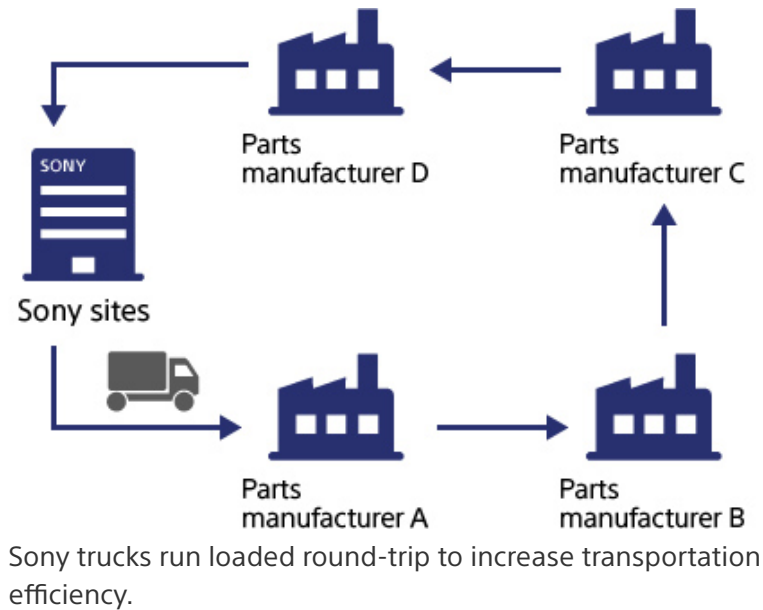 Parts
manufacturer D
Parts
manufacturer C
SONY
Sony sites
Parts
manufacturer A
Parts
manufacturer B
Sony trucks run loaded round-trip to increase transportation
efficiency.